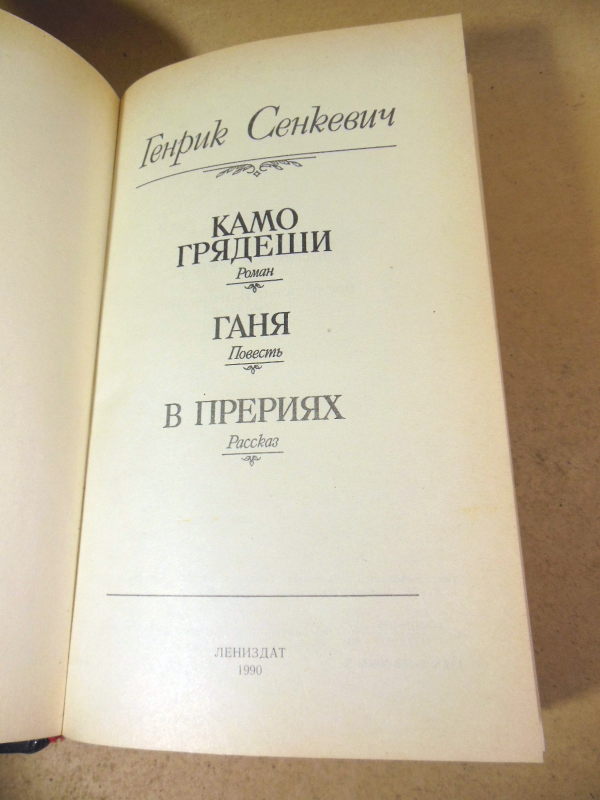 Генрик Сенкевич
КАМО
ГРЯДЕШИ
Роман
ГАНЯ
Повесть
В ПРЕРИЯХ
Рассказ
ЛЕНИЗДАТ
1990